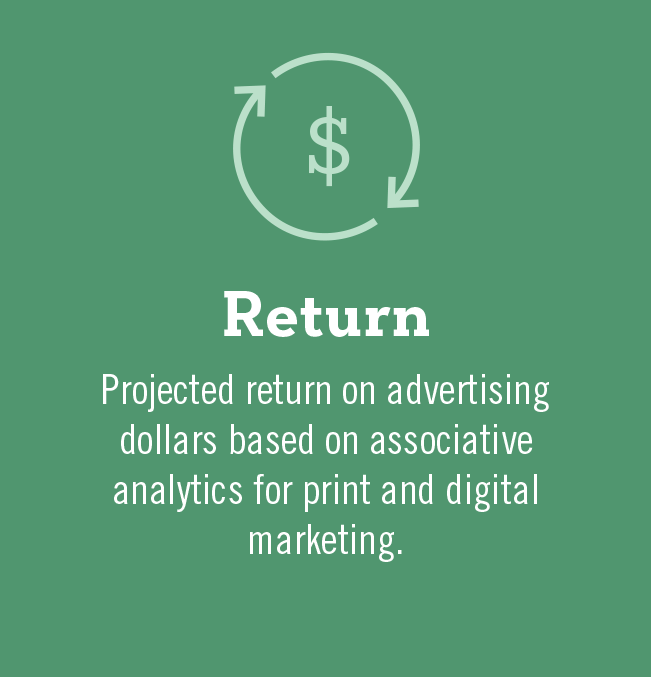 $
Return
Projected return on advertising
dollars based on associative
analytics for print and digital
marketing.